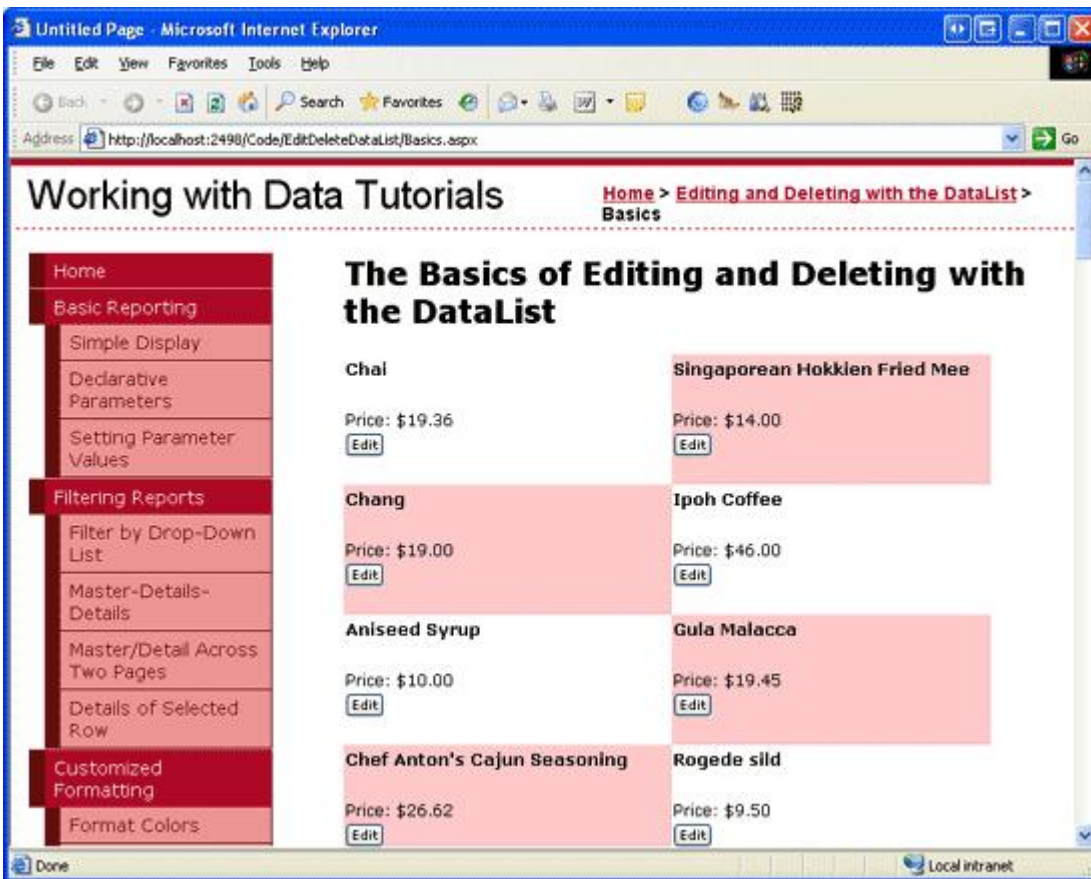 Untitled Page - Microsoft Internet Explorer
File Edit View Favorites Tools Help
Back Search Favorites
Address http://localhost:2498/Code/EditDeleteDataList/Basics.aspx Go
Working with Data Tutorials
Home > Editing and Deleting with the DataList >
Basics
Home
Basic Reporting
Simple Display
Declarative
Parameters
Setting Parameter
Values
Filtering Reports
Filter by Drop-Down
List
Master-Details-
Details
Master/Detail Across
Two Pages
Details of Selected
Row
Customized
Formatting
Format Colors
The Basics of Editing and Deleting with
the DataList
Chai
Price: $19.36
Edit
Singaporean Hokkien Fried Mee
Price: $14.00
Edit
Chang
Price: $19.00
Edit
Ipoh Coffee
Price: $46.00
Edit
Aniseed Syrup
Price: $10.00
Edit
Gula Malacca
Price: $19.45
Edit
Chef Anton's Cajun Seasoning
Price: $26.62
Edit
Rogede sild
Price: $9.50
Edit
Done
Local intranet